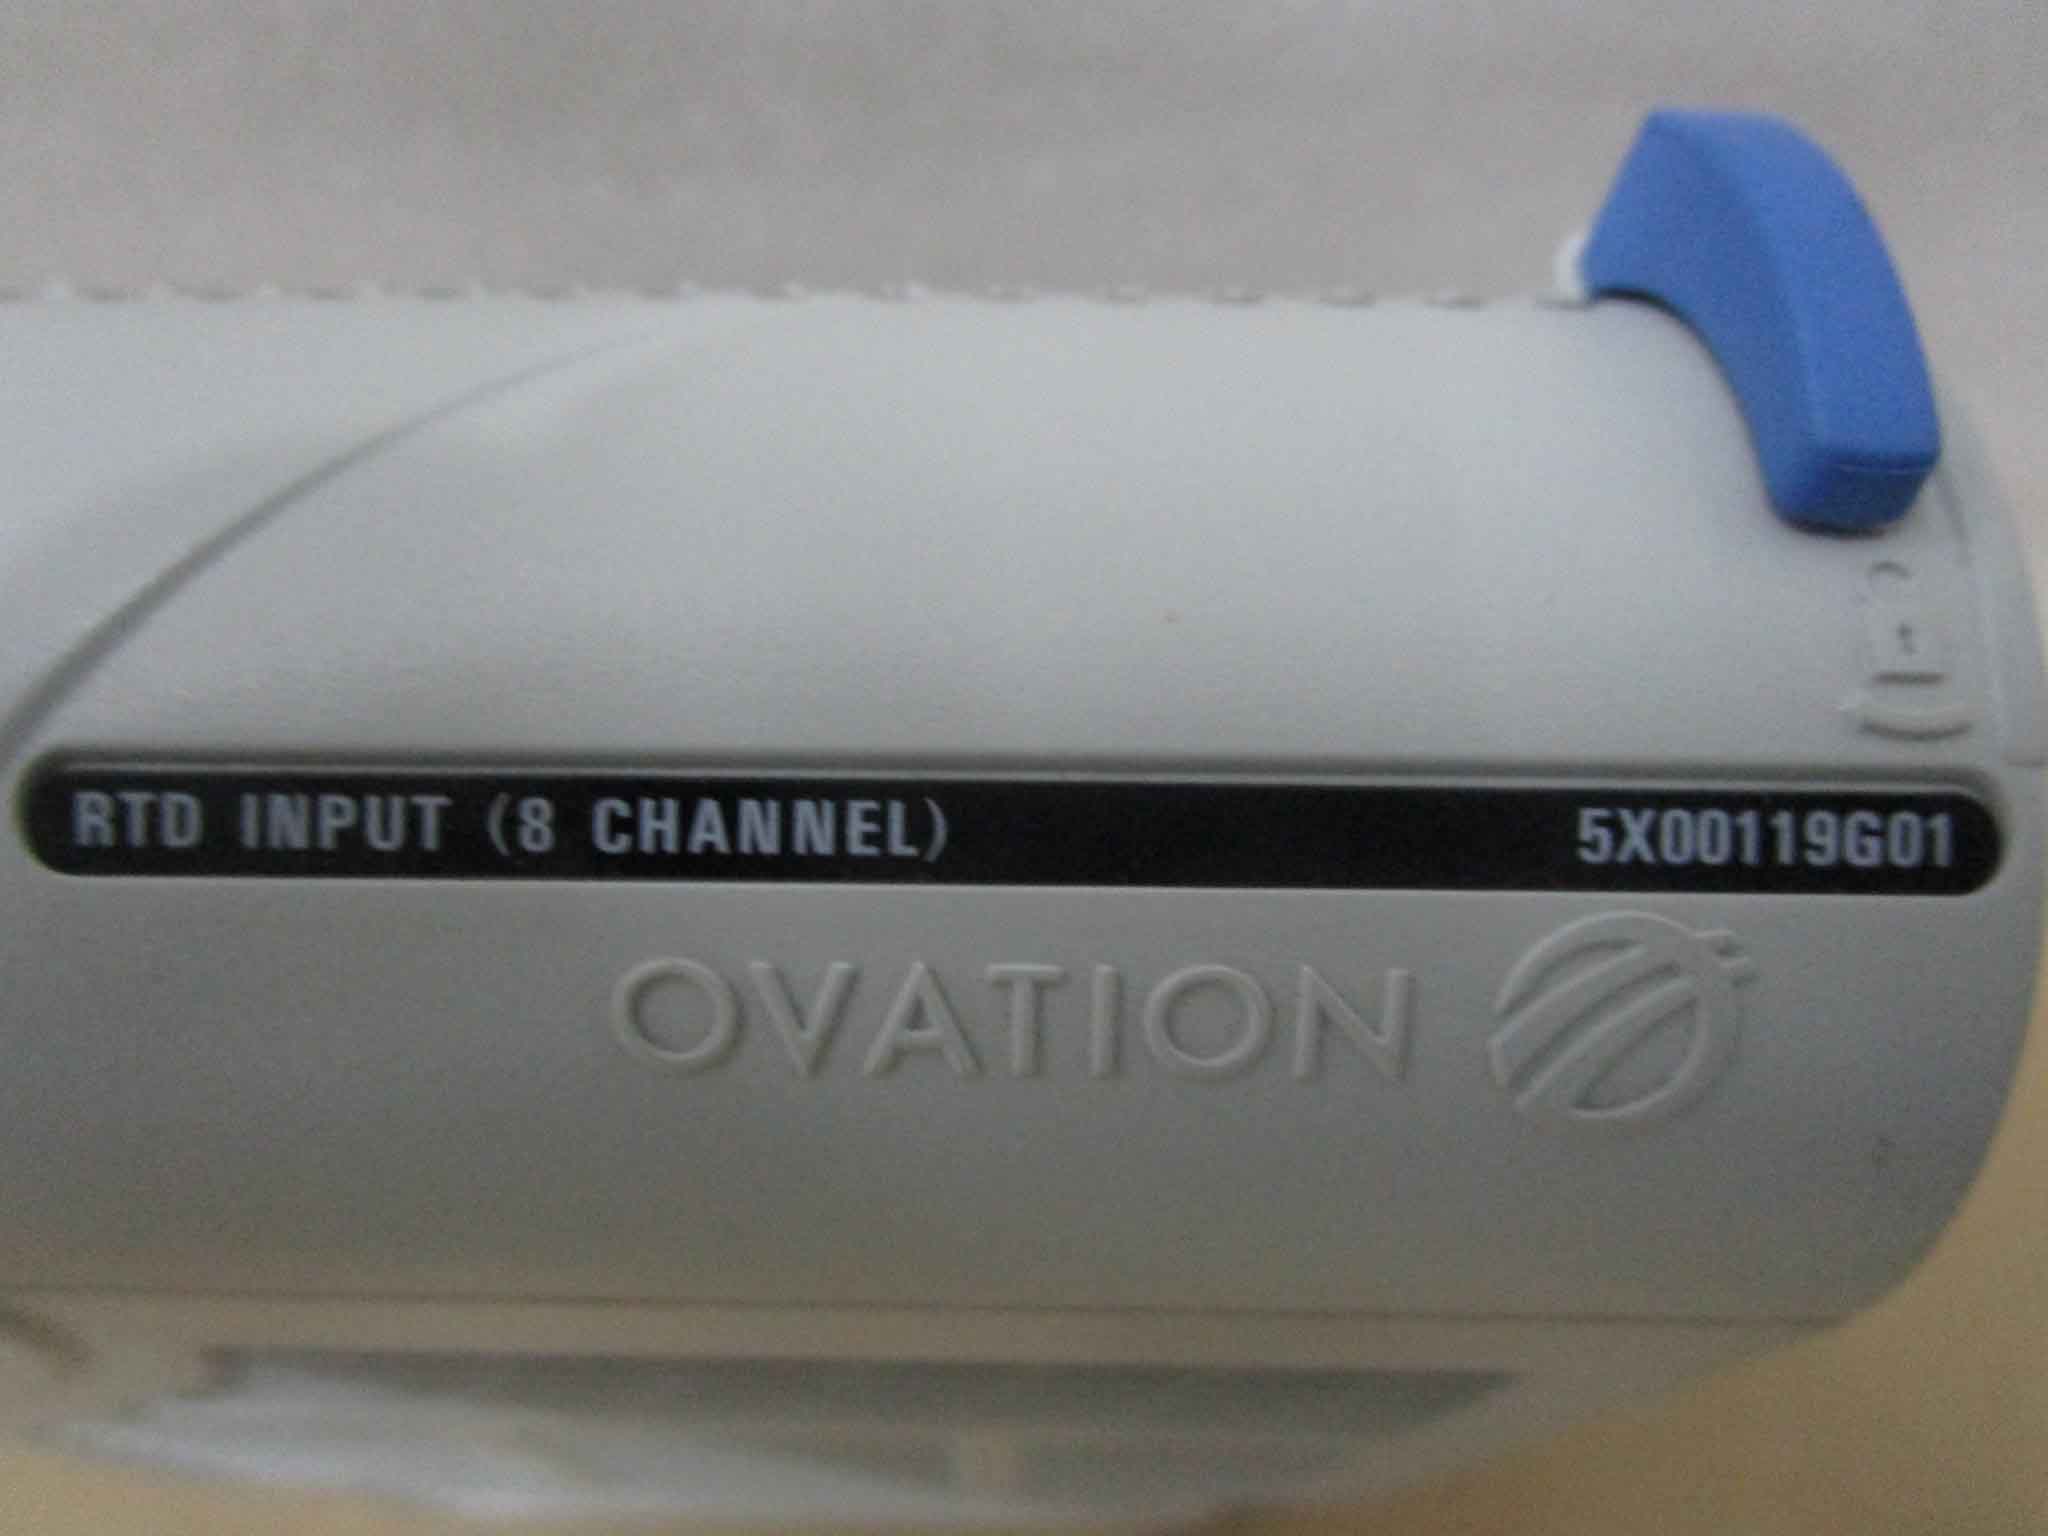 RTD INPUT (8 CHANNEL) 5X00119G01
OVATION